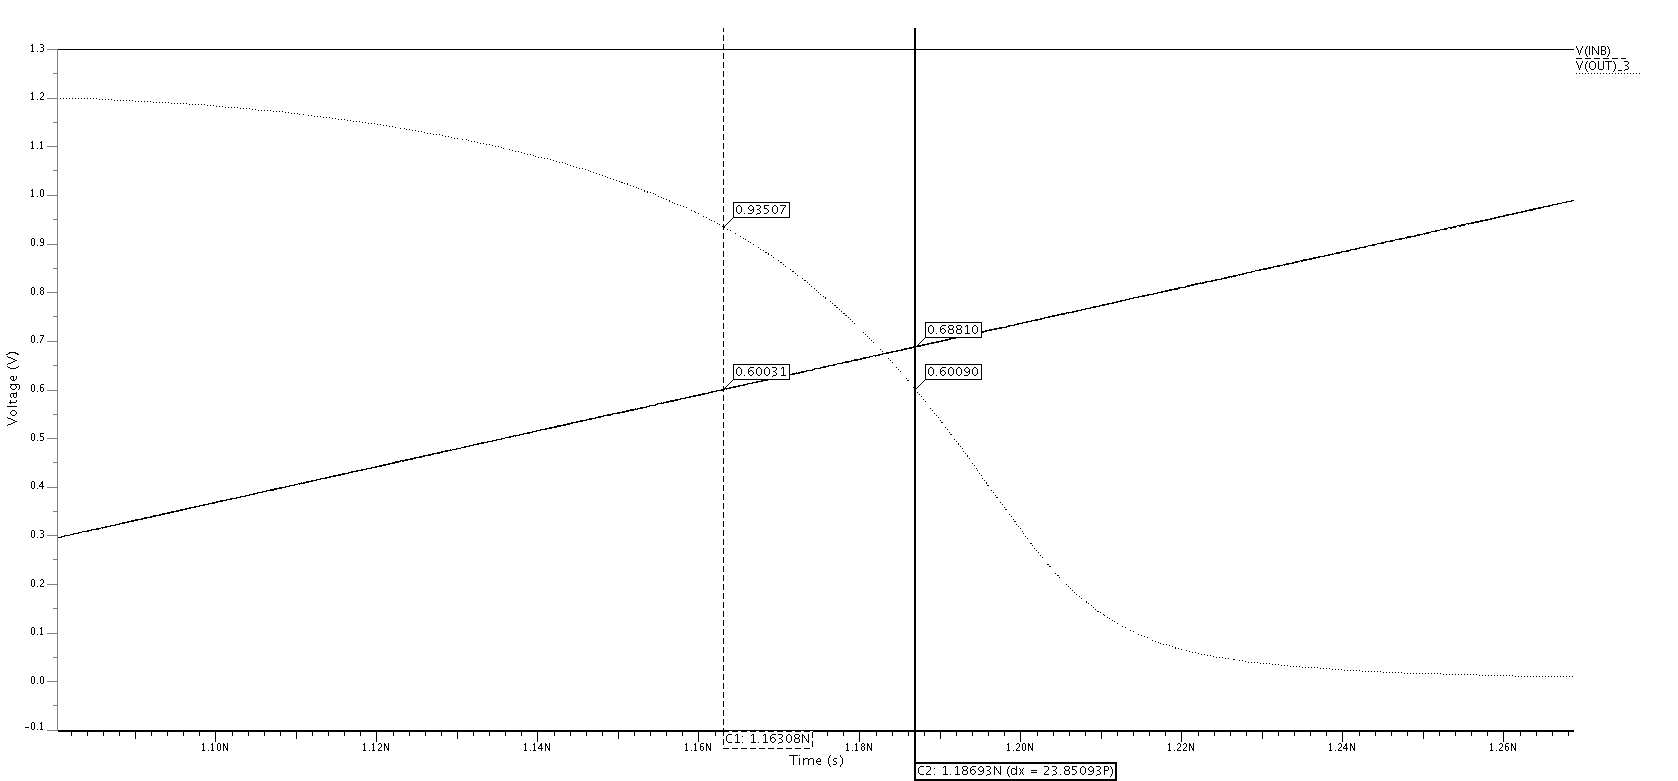 V(INB)
V(OUT)_3
1.3
1.2
1.1
1.0
0.9
0.8
0.7
0.6
0.5
0.4
0.3
0.2
0.1
0.0
-0.1
Voltage (V)
0.93507
0.68810
0.60031
0.60090
1.10N
1.12N
1.14N
1.16N
1.18N
1.20N
1.22N
1.24N
1.26N
C1: 1.16308N
Time (s)
C2: 1.18693N (dx = 23.85093P)